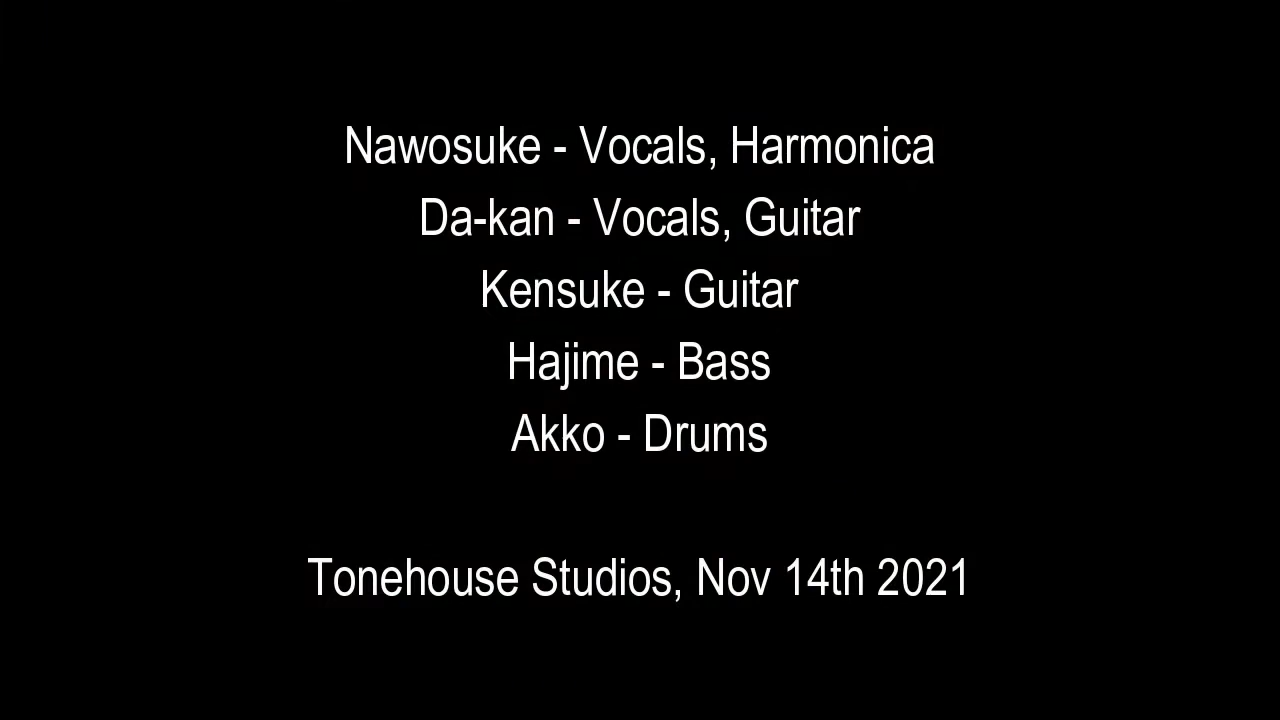 Nawosuke - Vocals, Harmonica
Da-kan - Vocals, Guitar
Kensuke - Guitar
Hajime - Bass
Akko - Drums
Tonehouse Studios, Nov 14th 2021